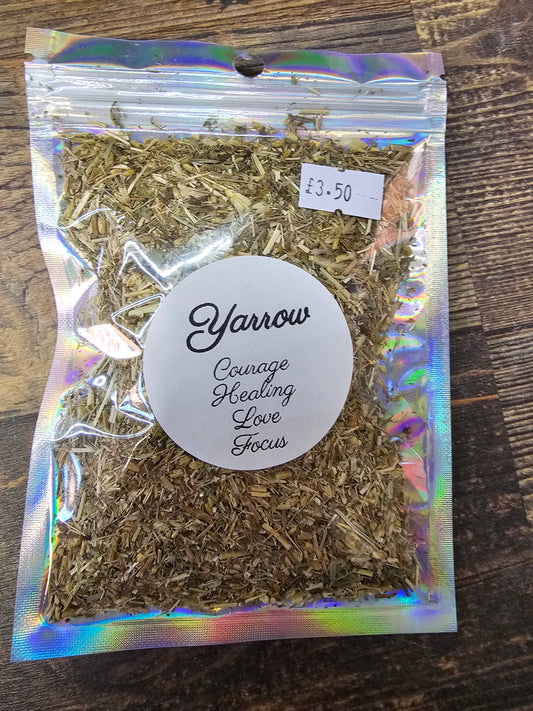 £3.50
Yarrow
Courage
Healing
Love
Focus